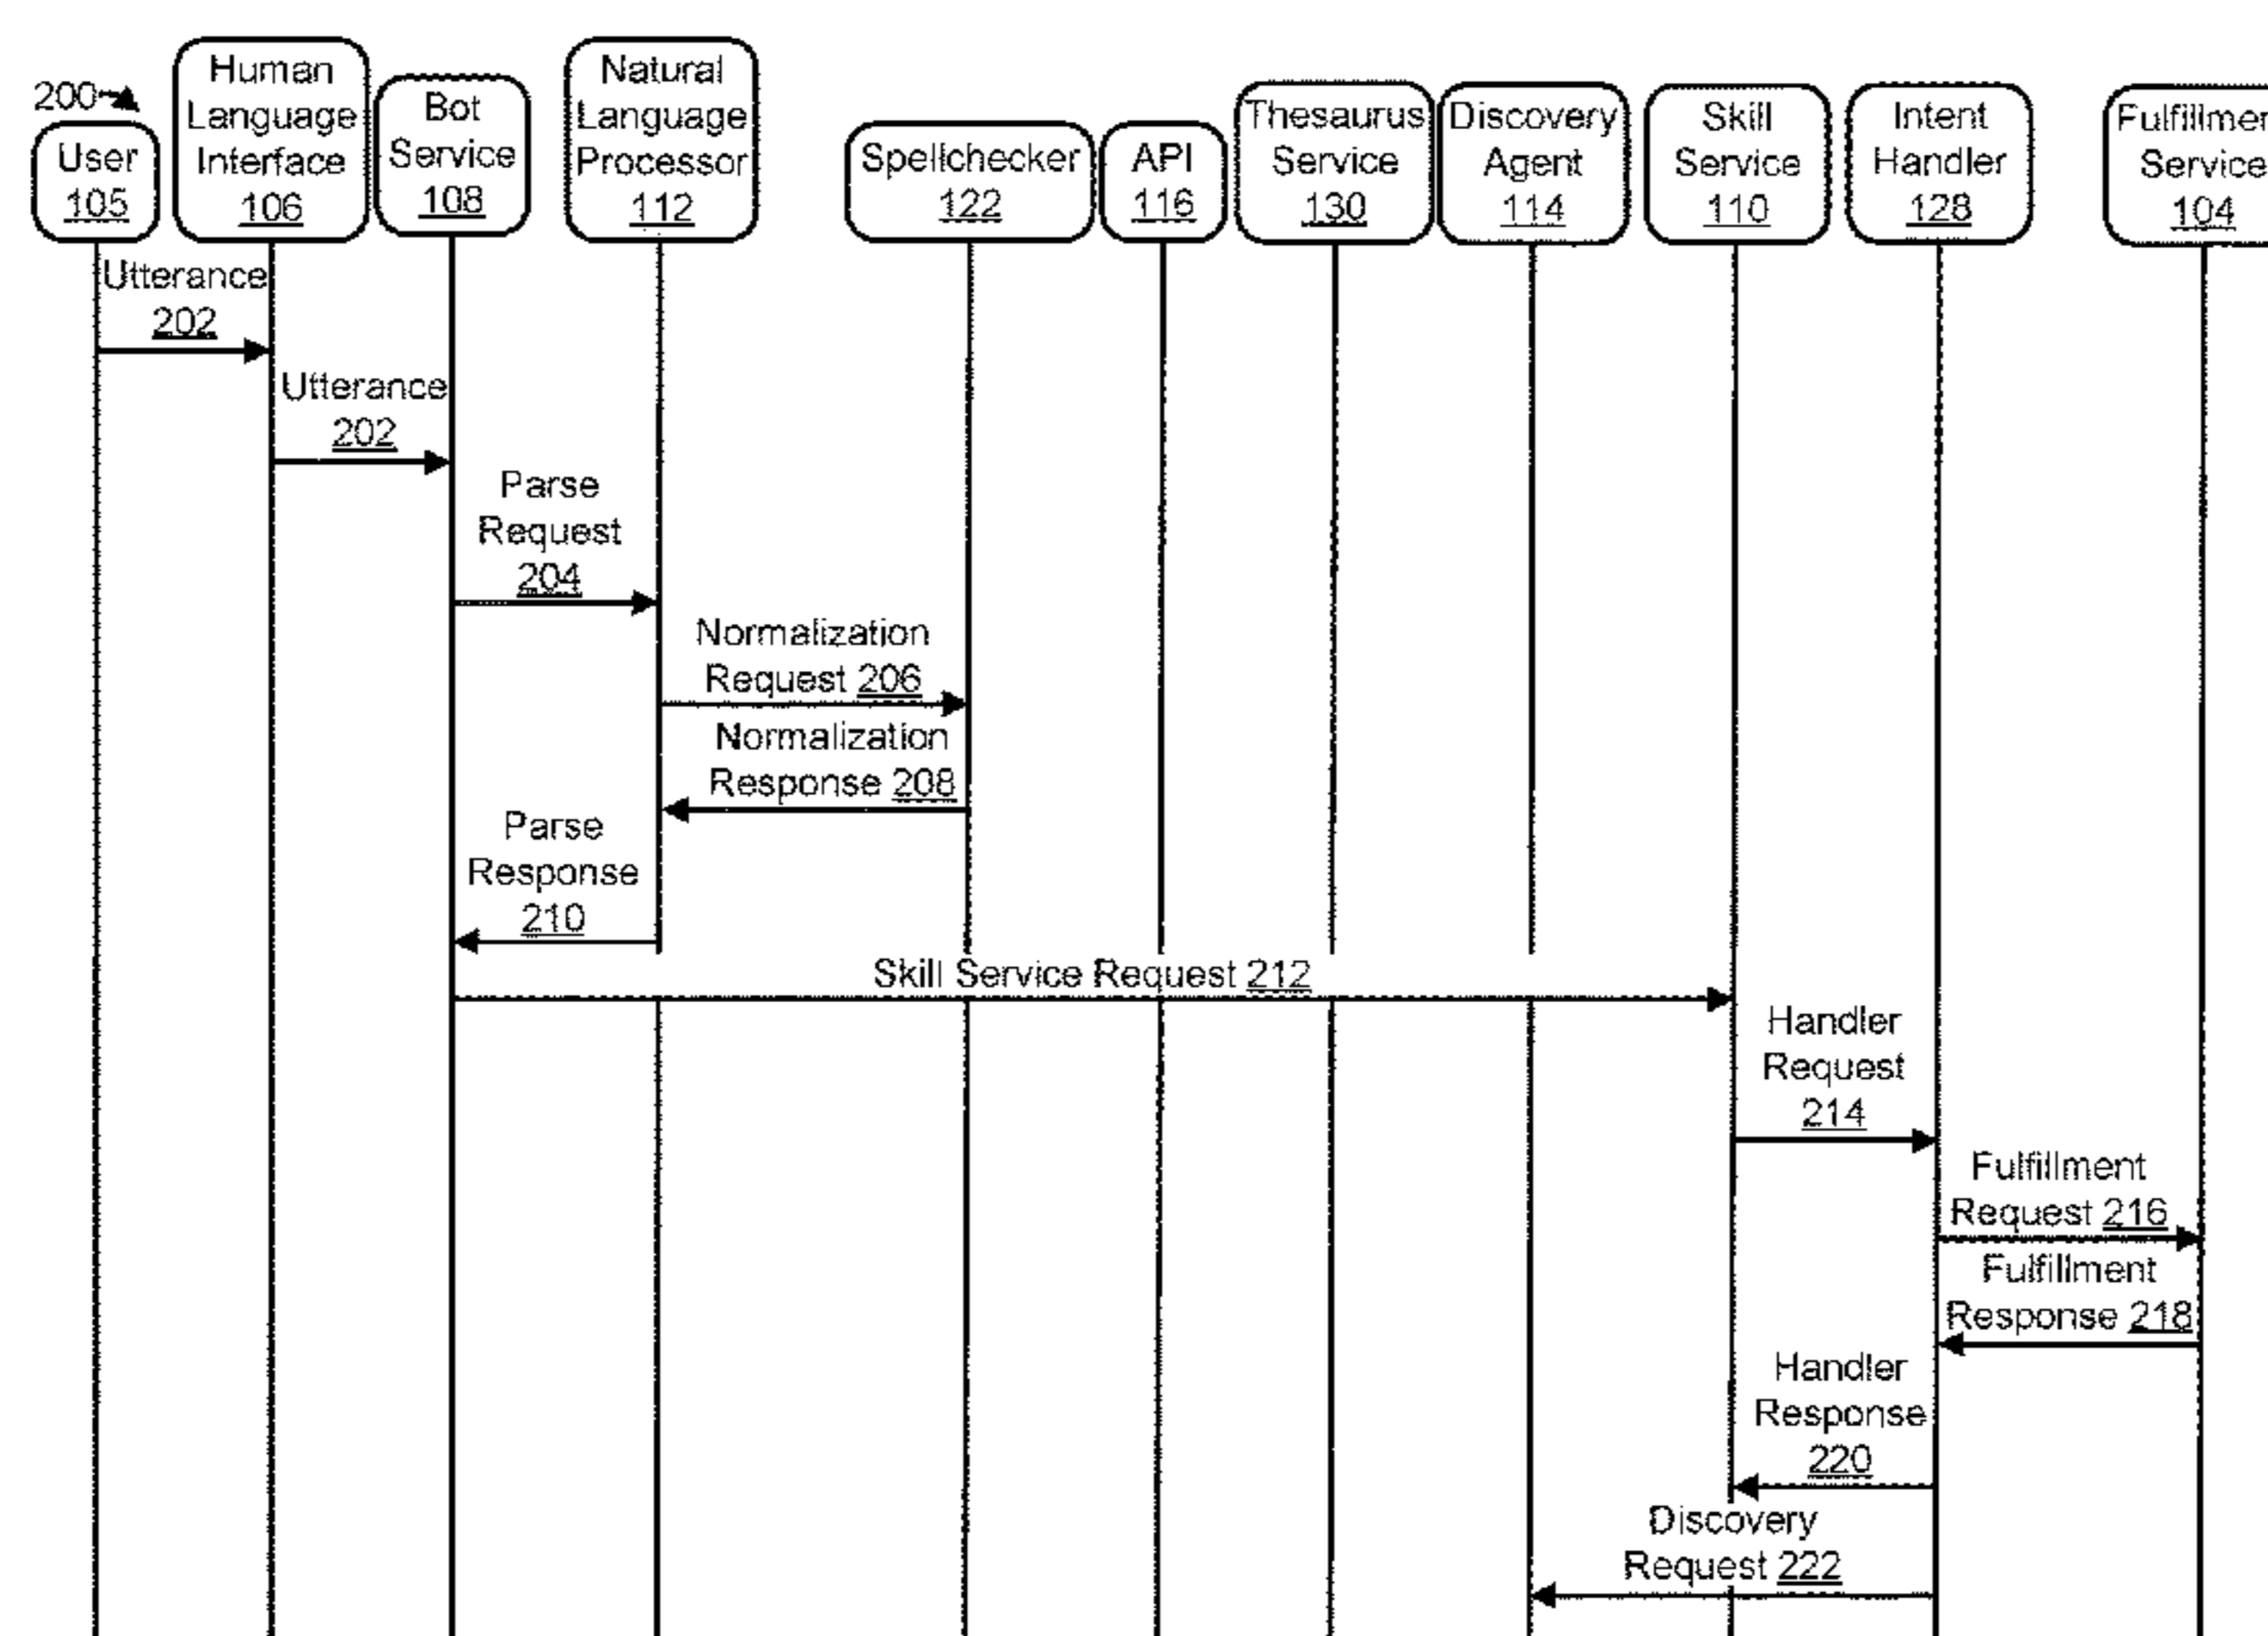 200
User
105
Human
Language
Interface
106
Bot
Service
108
Natural
Language
Processor
112
Spellchecker
122
API
116
Thesaurus
Service
130
Discovery
Agent
114
Skill
Service
110
Intent
Handler
128
Fulfillmen
Service
104
Utterance
202
Utterance
202
Parse
Request
204
Normalization
Request 206
Normalization
Response 208
Parse
Response
210
Skill Service Request 212
Handler
Request
214
Fulfillment
Request 216
Fulfillment
Response 218
Handler
Response
220
Discovery
Request 222